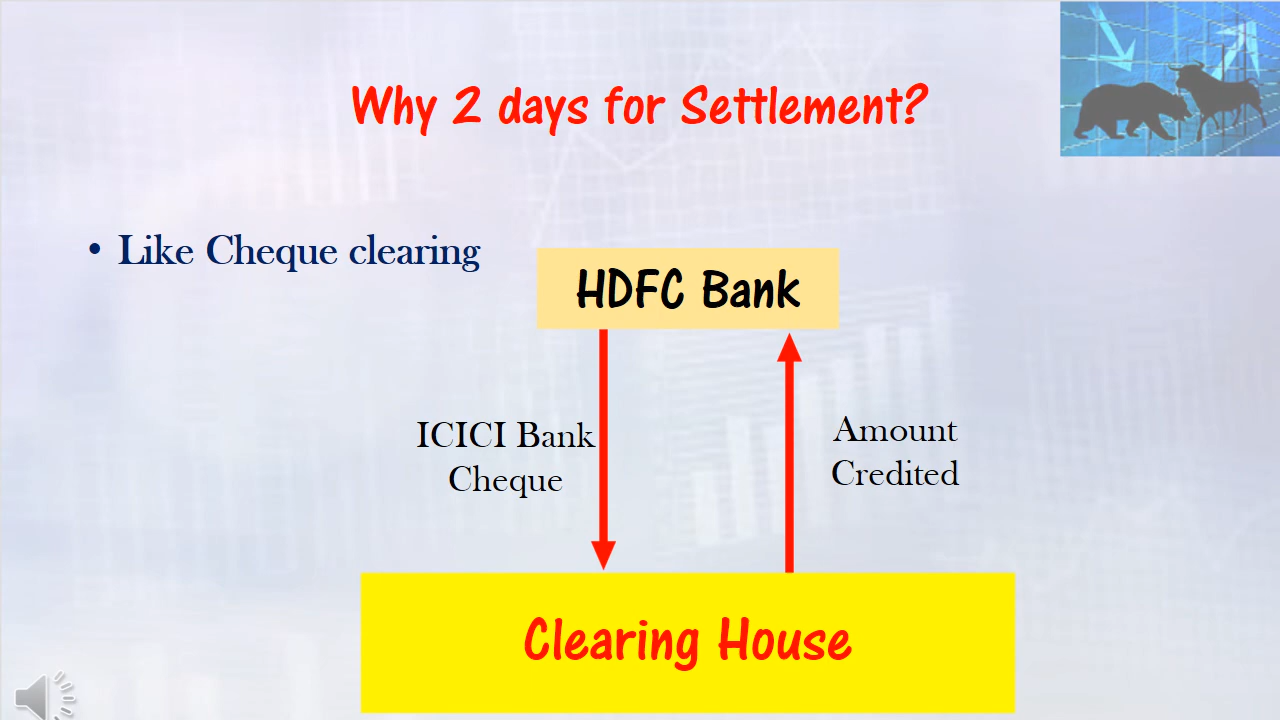 Why 2 days for Settlement?
• Like Cheque clearing
HDFC Bank
ICICI Bank
Cheque
Amount
Credited
Clearing House